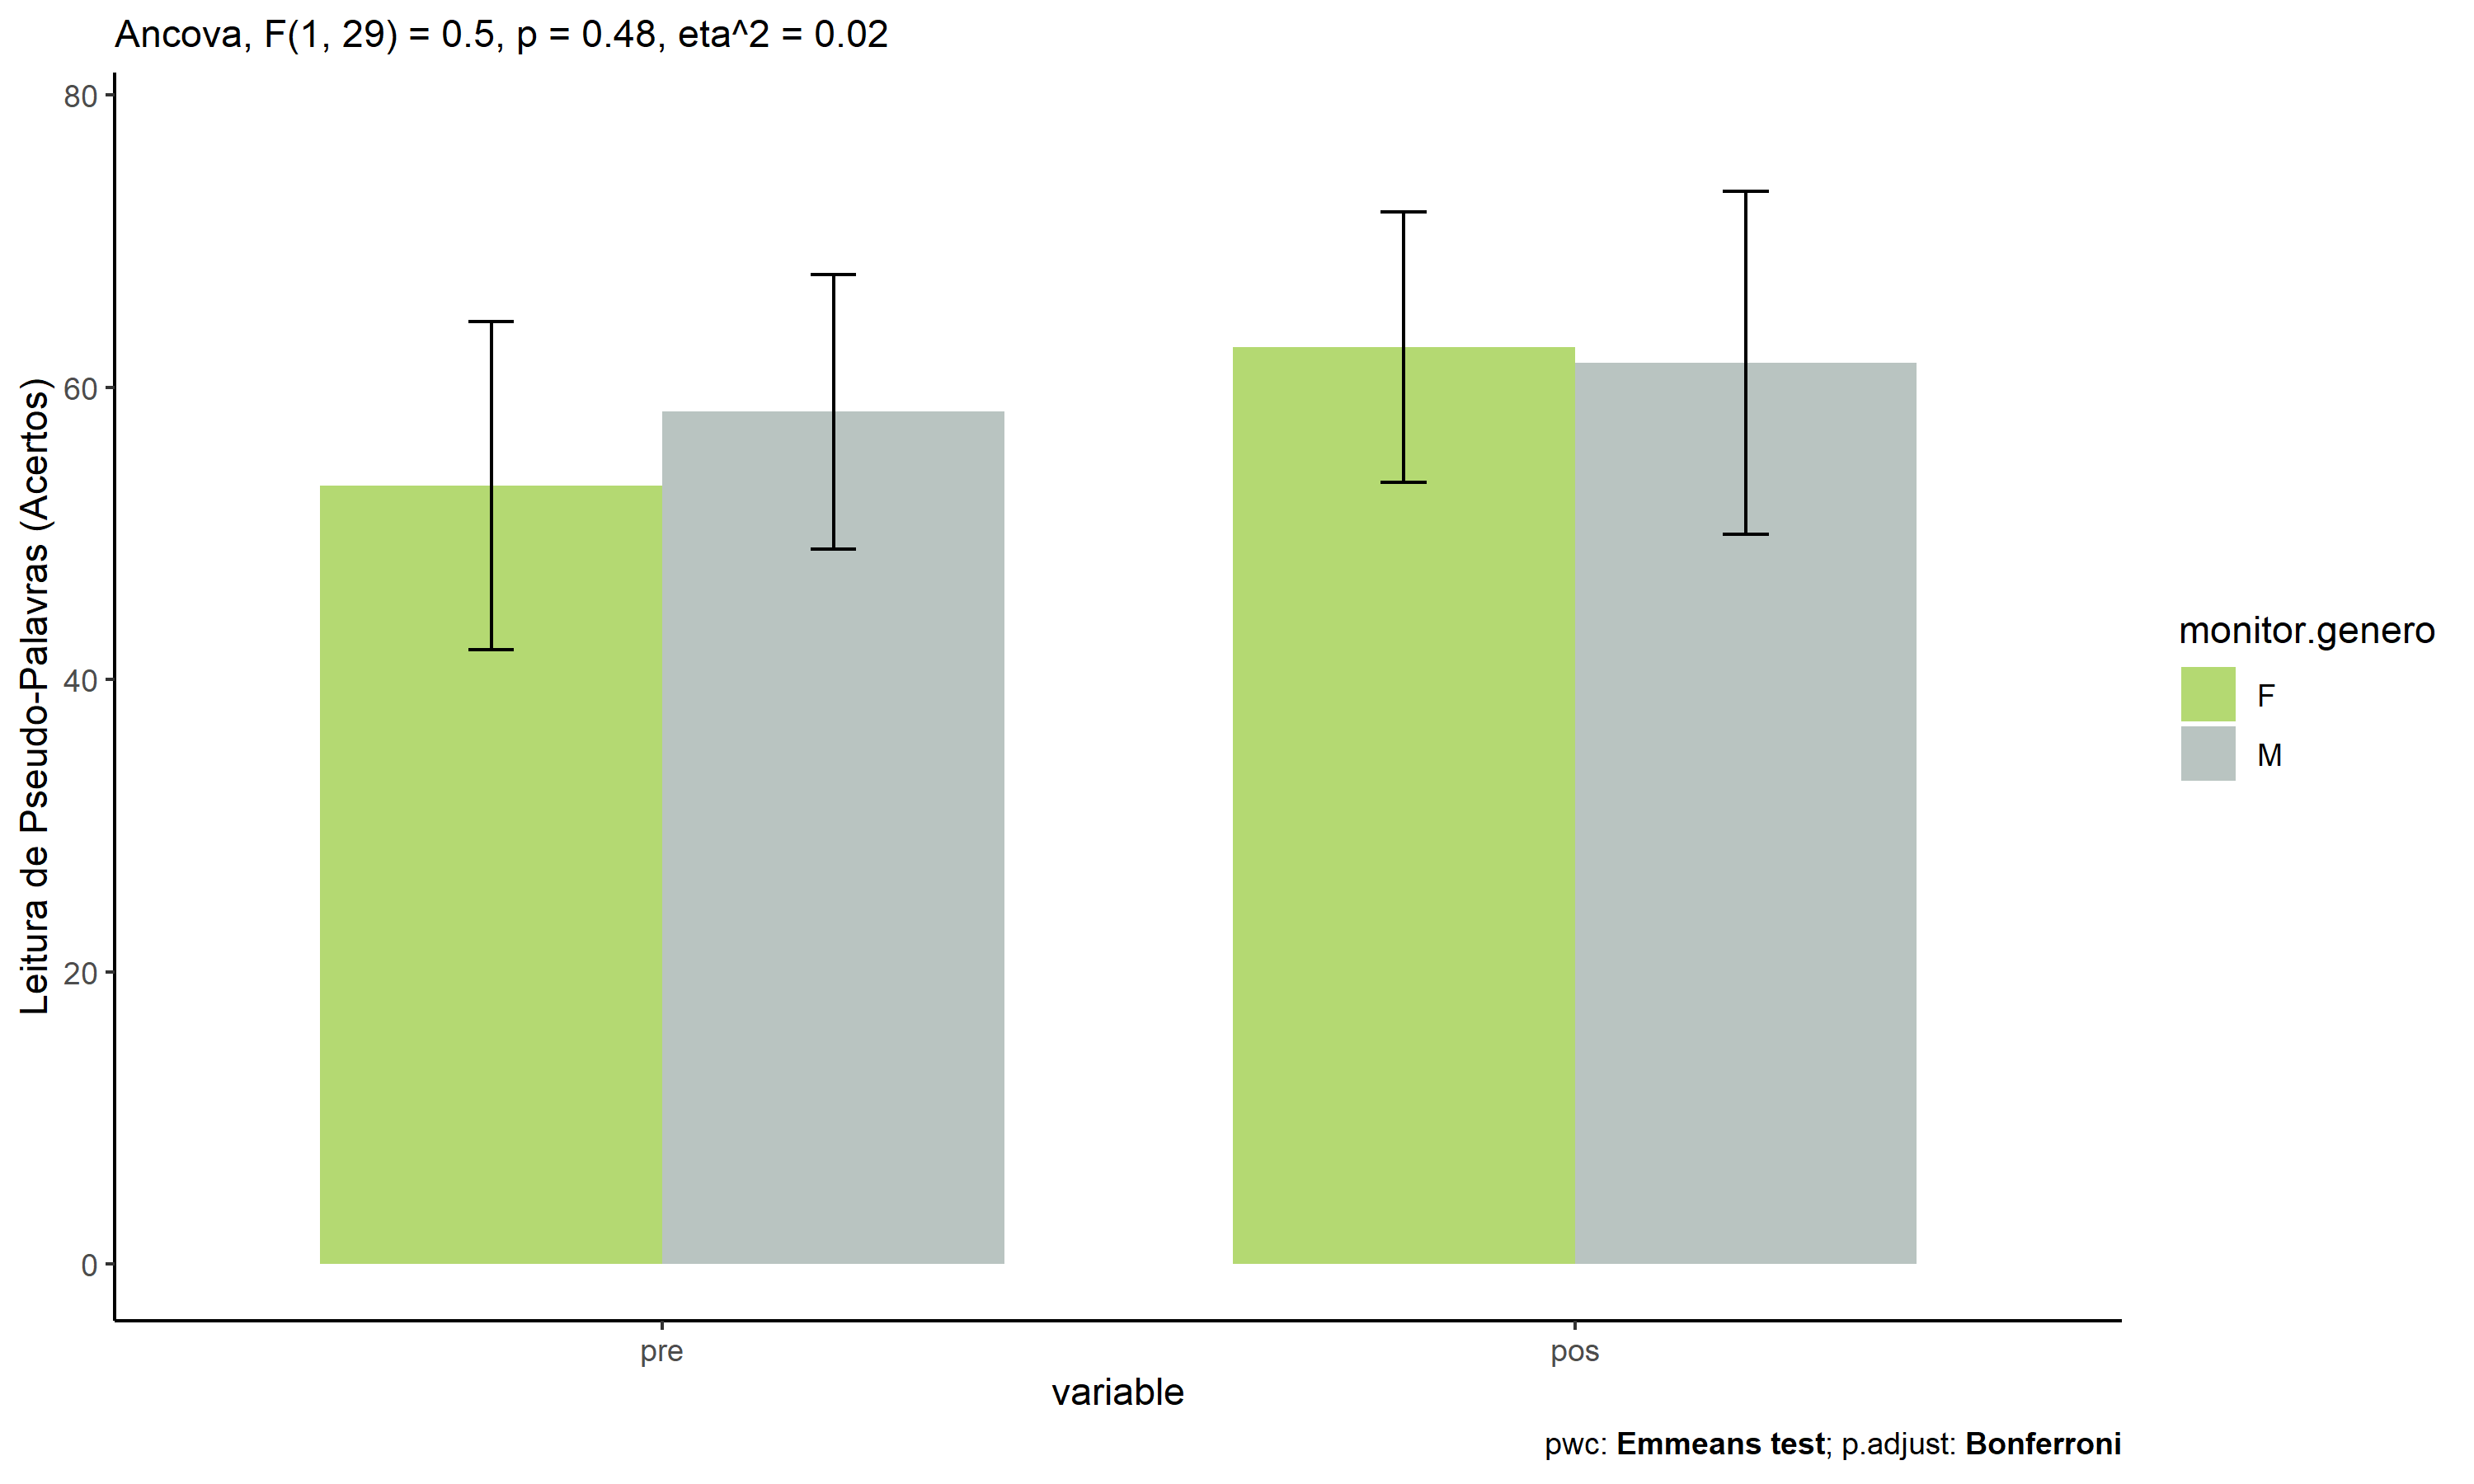 Ancova, F(1, 29) = 0.5, p = 0.48, eta^2 = 0.02
Leitura de Pseudo-Palavras (Acertos)
80
60
40
20
0
pre
pos
variable
monitor.genero
F
M
pwc: Emmeans test; p.adjust: Bonferroni